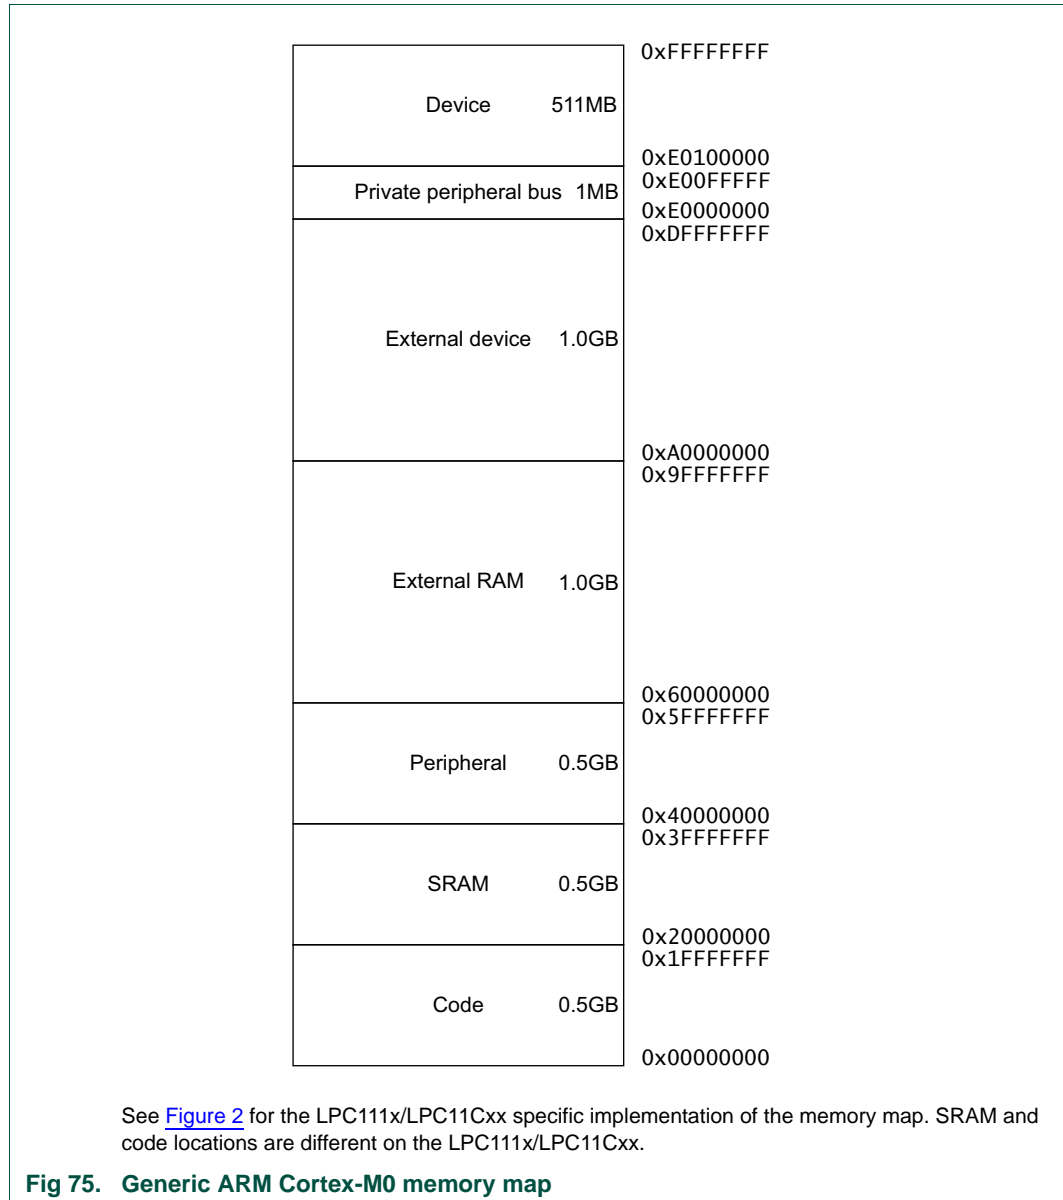 0xFFFFFFFF
Device 511MB
0xE0100000
0xE00FFFFF
Private peripheral bus 1MB
0xE0000000
0xDFFFFFFF
External device 1.0GB
0xA0000000
0x9FFFFFFF
External RAM 1.0GB
0x60000000
0x5FFFFFFF
Peripheral 0.5GB
0x40000000
0x3FFFFFFF
SRAM 0.5GB
0x20000000
0x1FFFFFFF
Code 0.5GB
0x00000000
See Figure 2 for the LPC111x/LPC11Cxx specific implementation of the memory map. SRAM and
code locations are different on the LPC111x/LPC11Cxx.
Fig 75. Generic ARM Cortex-M0 memory map